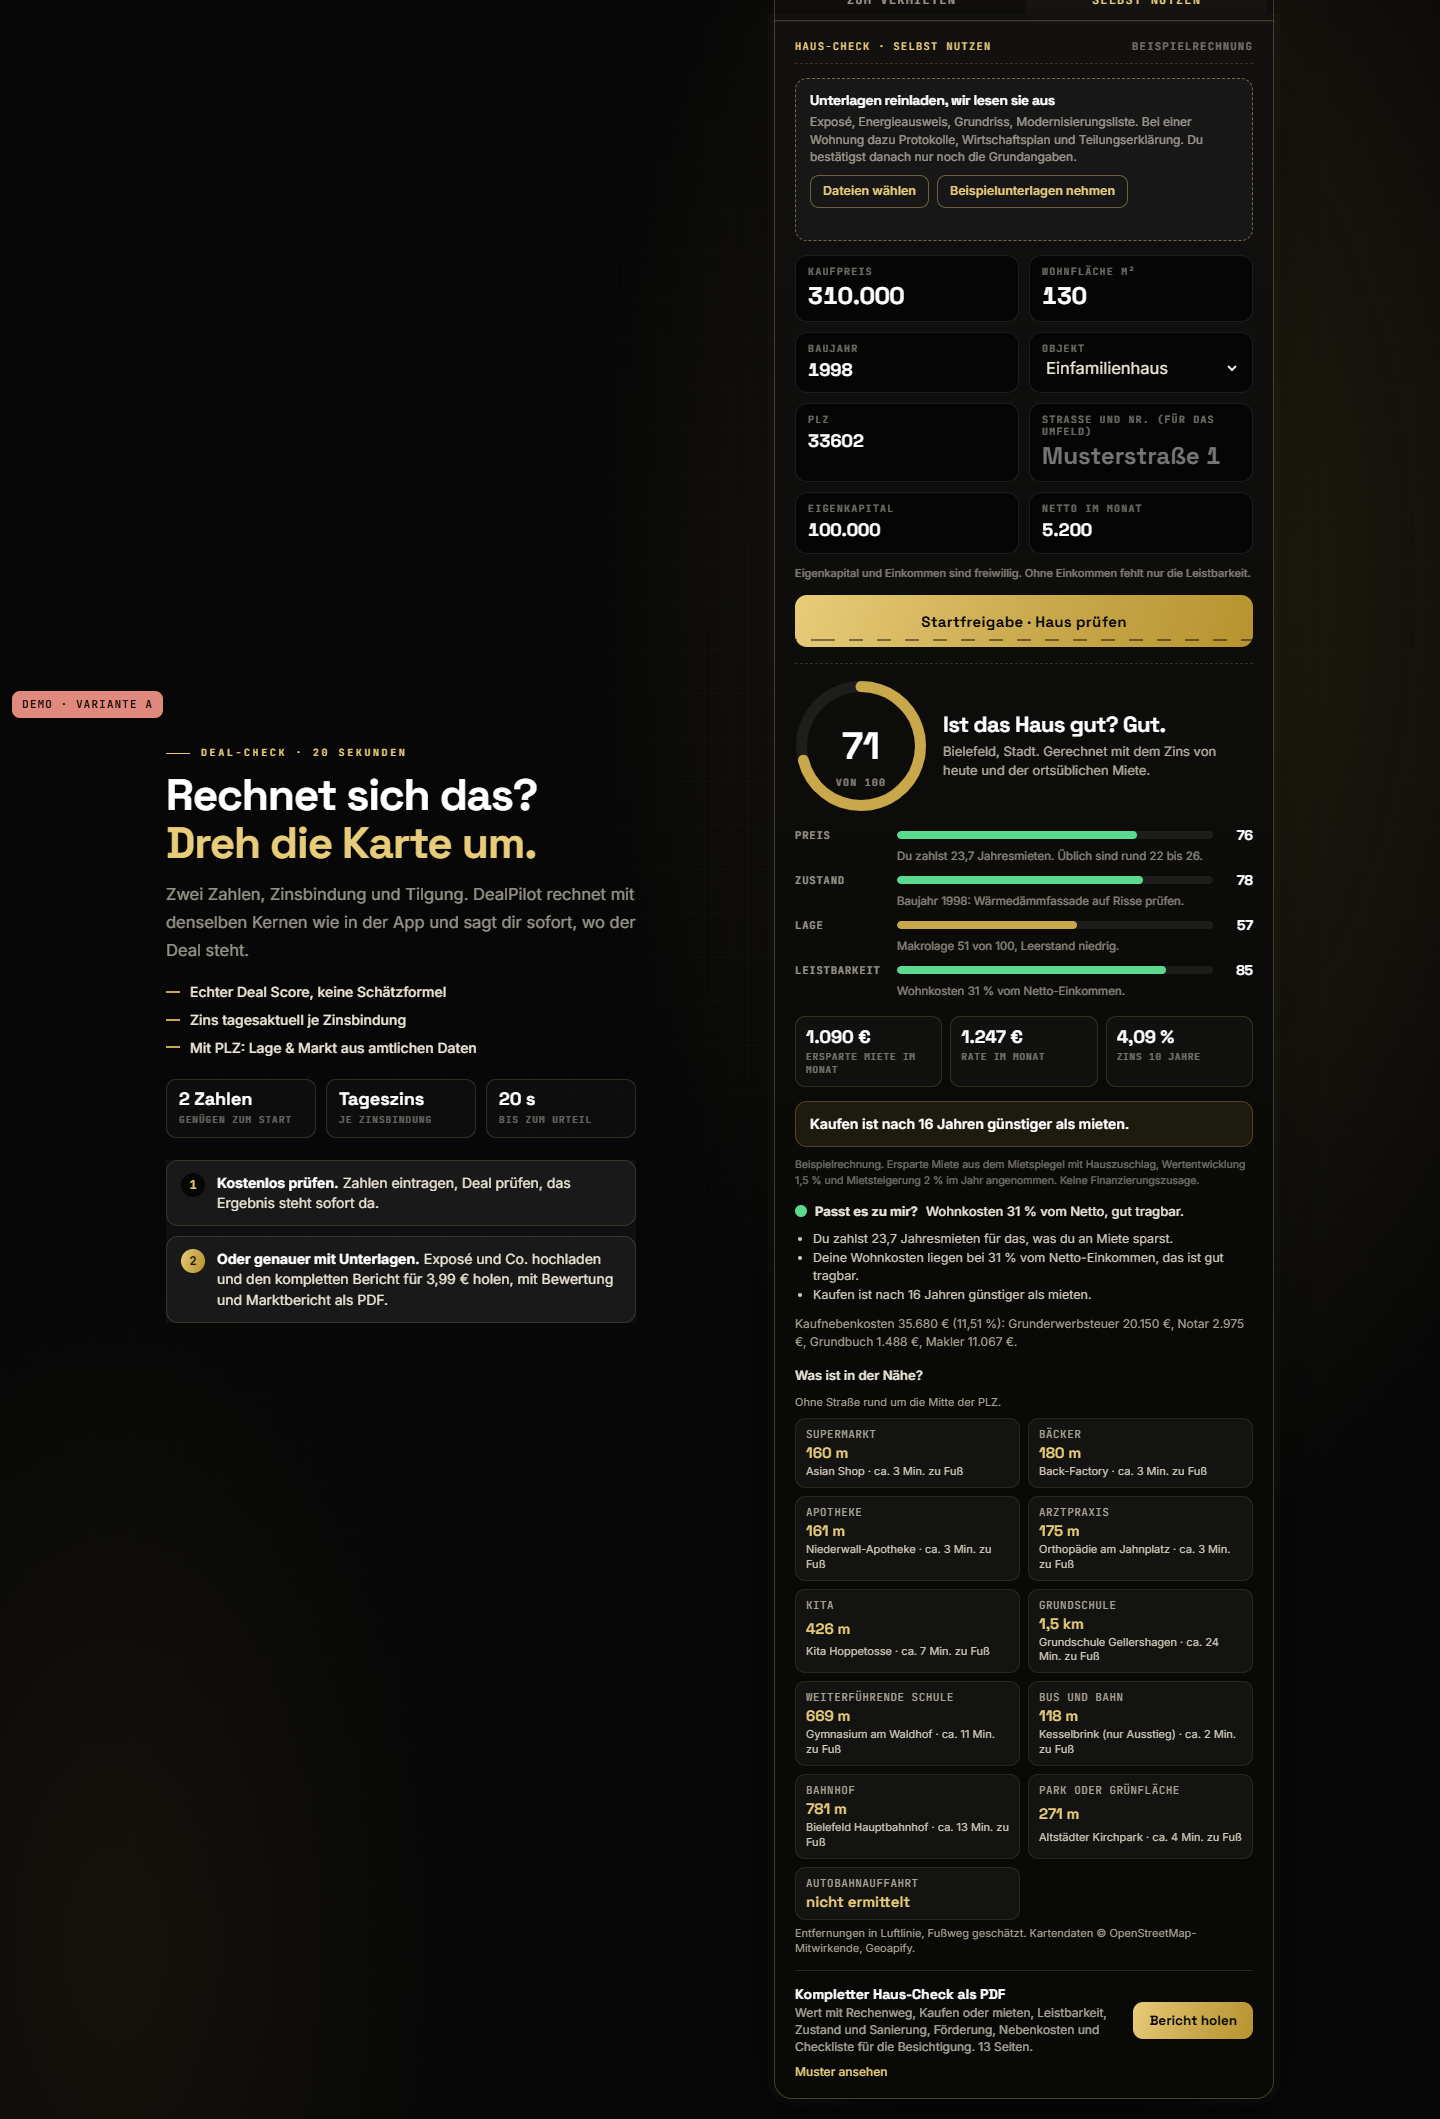 ZUM VERMIETEN
SELBST NUTZEN
HAUS-CHECK · SELBST NUTZEN
BEISPIELRECHNUNG
Unterlagen reinladen, wir lesen sie aus
Exposé, Energieausweis, Grundriss, Modernisierungsliste. Bei einer
Wohnung dazu Protokolle, Wirtschaftsplan und Teilungserklärung. Du
bestätigst danach nur noch die Grundangaben.
Dateien wählen
Beispielunterlagen nehmen
KAUFPREIS
310.000
WOHNFLÄCHE M²
130
BAUJAHR
1998
OBJEKT
Einfamilienhaus
PLZ
33602
STRASSE UND NR. (FÜR DAS
UMFELD)
Musterstraße 1
EIGENKAPITAL
100.000
NETTO IM MONAT
5.200
Eigenkapital und Einkommen sind freiwillig. Ohne Einkommen fehlt nur die Leistbarkeit.
Startfreigabe · Haus prüfen
71
VON 100
Ist das Haus gut? Gut.
Bielefeld, Stadt. Gerechnet mit dem Zins von
heute und der ortsüblichen Miete.
PREIS
76
Du zahlst 23,7 Jahresmieten. Üblich sind rund 22 bis 26.
ZUSTAND
78
Baujahr 1998: Wärmedämmfassade auf Risse prüfen.
LAGE
57
Makrolage 51 von 100, Leerstand niedrig.
LEISTBARKEIT
85
Wohnkosten 31 % vom Netto-Einkommen.
1.090 €
ERSPARTE MIETE IM
MONAT
1.247 €
RATE IM MONAT
4,09 %
ZINS 10 JAHRE
Kaufen ist nach 16 Jahren günstiger als mieten.
Beispielrechnung. Ersparte Miete aus dem Mietspiegel mit Hauszuschlag, Wertentwicklung
1,5 % und Mietsteigerung 2 % im Jahr angenommen. Keine Finanzierungszusage.
Passt es zu mir? Wohnkosten 31 % vom Netto, gut tragbar.
• Du zahlst 23,7 Jahresmieten für das, was du an Miete sparst.
• Deine Wohnkosten liegen bei 31 % vom Netto-Einkommen, das ist gut
tragbar.
• Kaufen ist nach 16 Jahren günstiger als mieten.
Kaufnebenkosten 35.680 € (11,51 %): Grunderwerbsteuer 20.150 €, Notar 2.975
€, Grundbuch 1.488 €, Makler 11.067 €.
Was ist in der Nähe?
Ohne Straße rund um die Mitte der PLZ.
SUPERMARKT
160 m
Asian Shop · ca. 3 Min. zu Fuß
BÄCKER
180 m
Back-Factory · ca. 3 Min. zu Fuß
APOTHEKE
161 m
Niederwall-Apotheke · ca. 3 Min. zu
Fuß
ARZTPRAXIS
175 m
Orthopädie am Jahnplatz · ca. 3 Min.
zu Fuß
KITA
426 m
Kita Hoppetosse · ca. 7 Min. zu Fuß
GRUNDSCHULE
1,5 km
Grundschule Gellershagen · ca. 24
Min. zu Fuß
WEITERFÜHRENDE SCHULE
669 m
Gymnasium am Waldhof · ca. 11 Min.
zu Fuß
BUS UND BAHN
118 m
Kesselbrink (nur Ausstieg) · ca. 2 Min.
zu Fuß
BAHNHOF
781 m
Bielefeld Hauptbahnhof · ca. 13 Min. zu
Fuß
PARK ODER GRÜNFLÄCHE
271 m
Altstädter Kirchpark · ca. 4 Min. zu Fuß
AUTOBAHNAUFFAHRT
nicht ermittelt
Entfernungen in Luftlinie, Fußweg geschätzt. Kartendaten © OpenStreetMap-
Mitwirkende, Geoapify.
Kompletter Haus-Check als PDF
Wert mit Rechenweg, Kaufen oder mieten, Leistbarkeit,
Zustand und Sanierung, Förderung, Nebenkosten und
Checkliste für die Besichtigung. 13 Seiten.
Muster ansehen
Bericht holen
DEMO · VARIANTE A
DEAL-CHECK · 20 SEKUNDEN
Rechnet sich das?
Dreh die Karte um.
Zwei Zahlen, Zinsbindung und Tilgung. DealPilot rechnet mit
denselben Kernen wie in der App und sagt dir sofort, wo der
Deal steht.
Echter Deal Score, keine Schätzformel
Zins tagesaktuell je Zinsbindung
Mit PLZ: Lage & Markt aus amtlichen Daten
2 Zahlen
GENÜGEN ZUM START
Tageszins
JE ZINSBINDUNG
20 s
BIS ZUM URTEIL
1
Kostenlos prüfen. Zahlen eintragen, Deal prüfen, das
Ergebnis steht sofort da.
2
Oder genauer mit Unterlagen. Exposé und Co. hochladen
und den kompletten Bericht für 3,99 € holen, mit Bewertung
und Marktbericht als PDF.